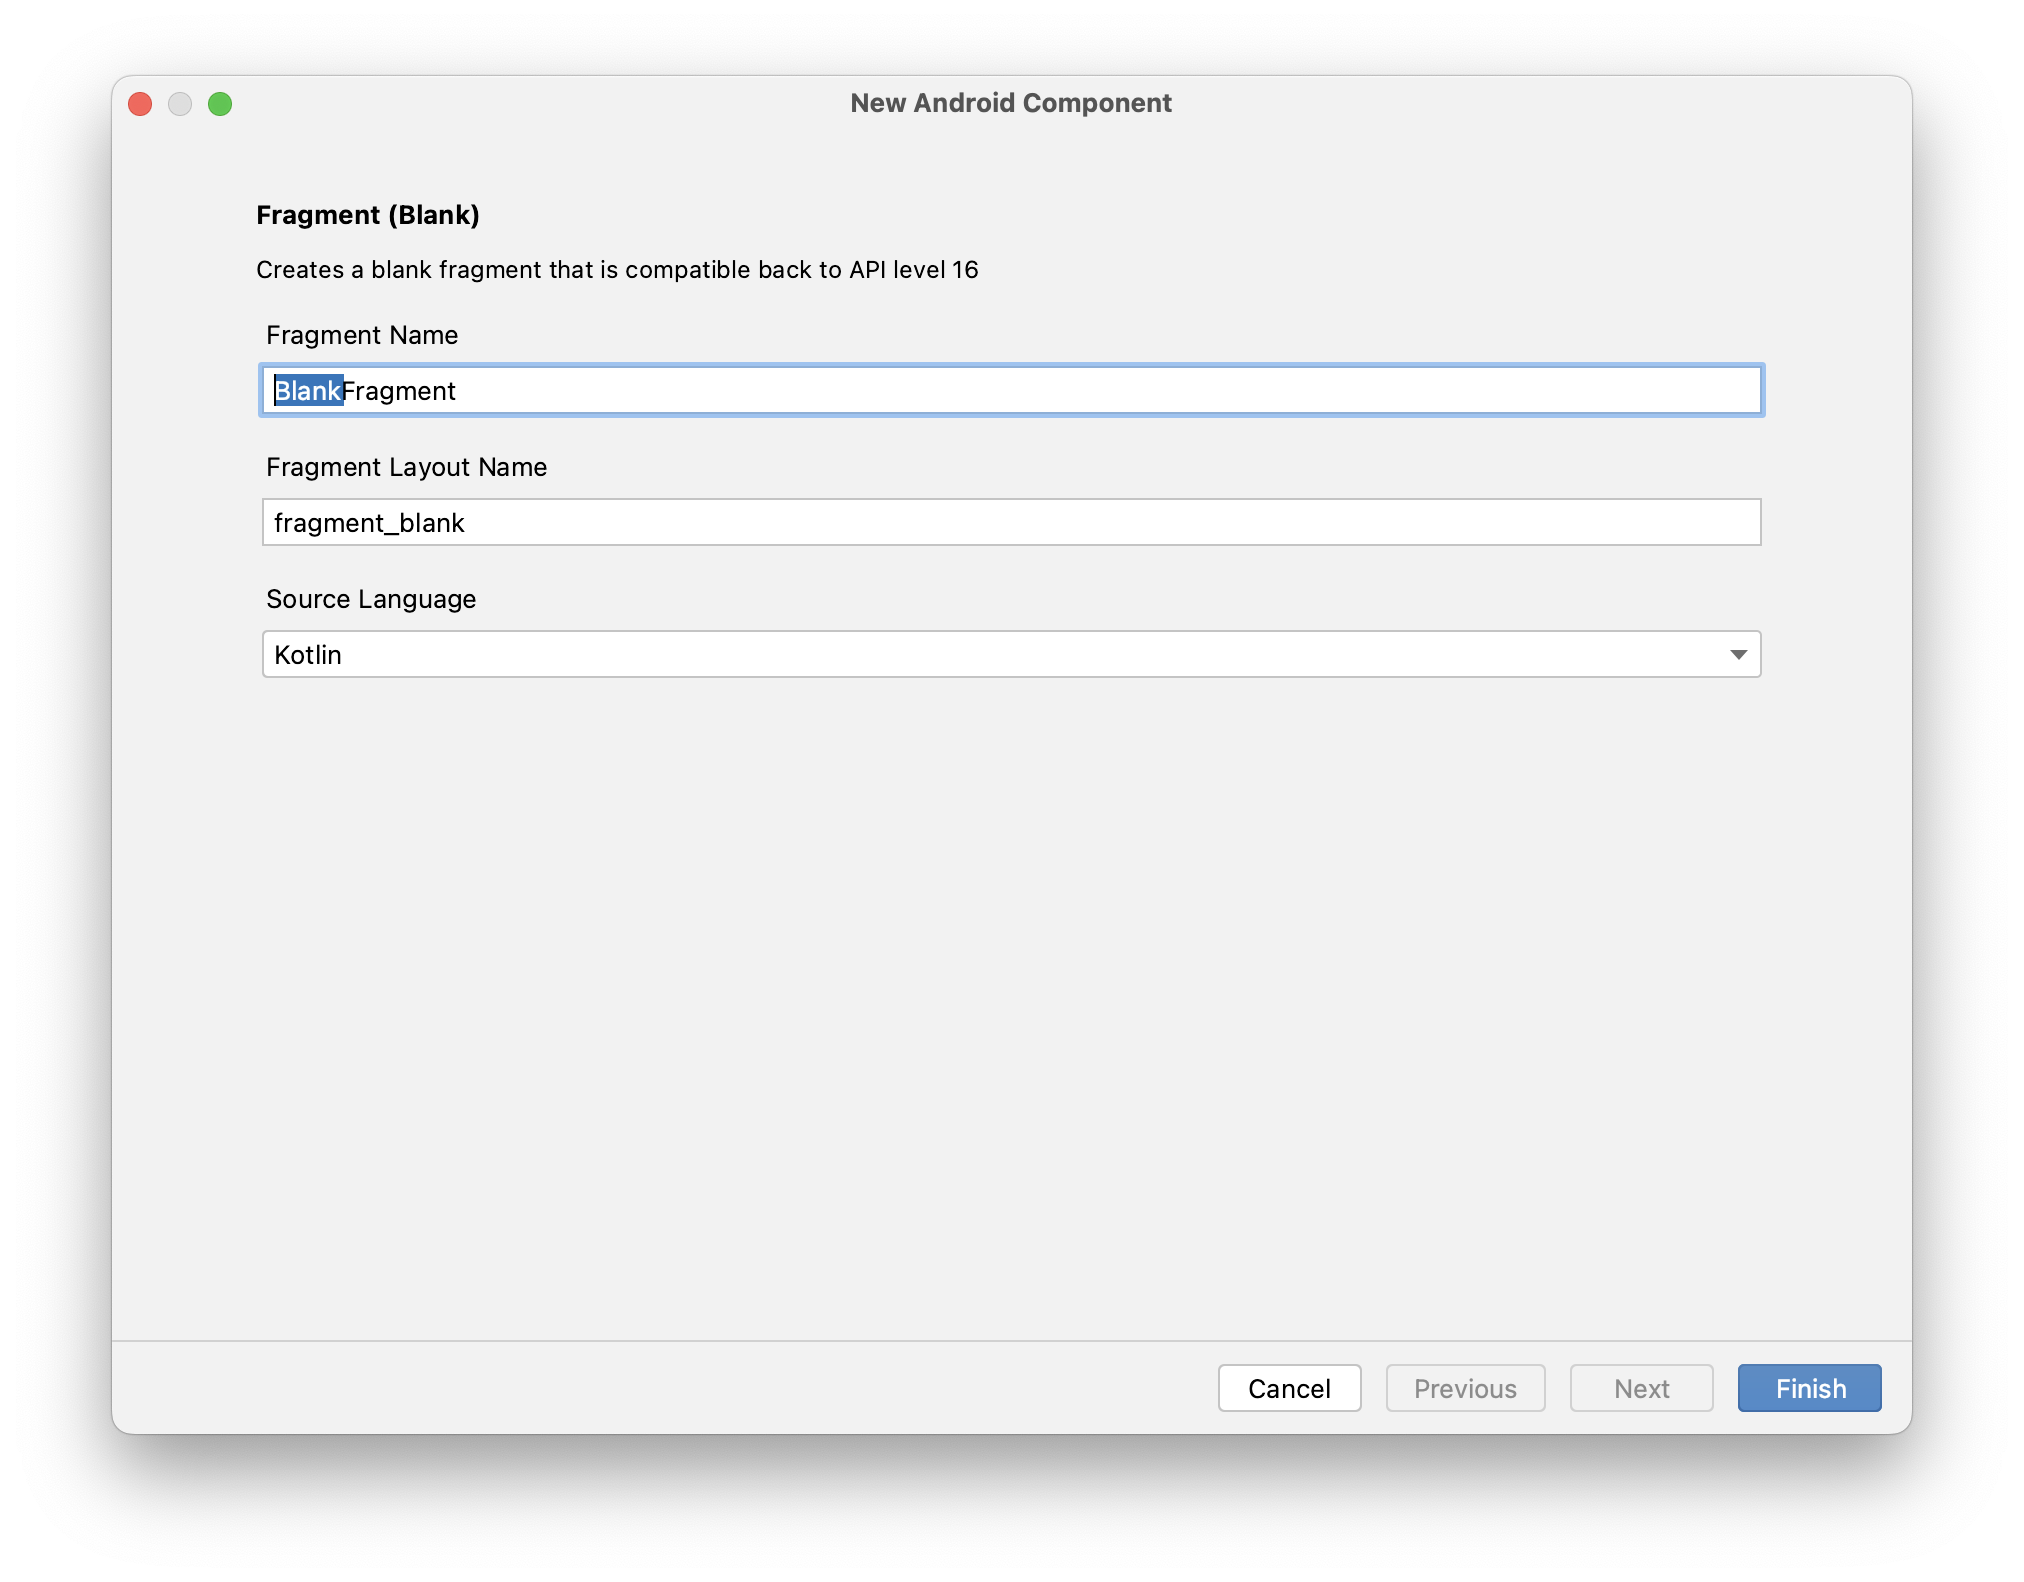 New Android Component
Fragment (Blank)
Creates a blank fragment that is compatible back to API level 16
Fragment Name
BlankFragment
Fragment Layout Name
fragment_blank
Source Language
Kotlin
Cancel Previous Next Finish